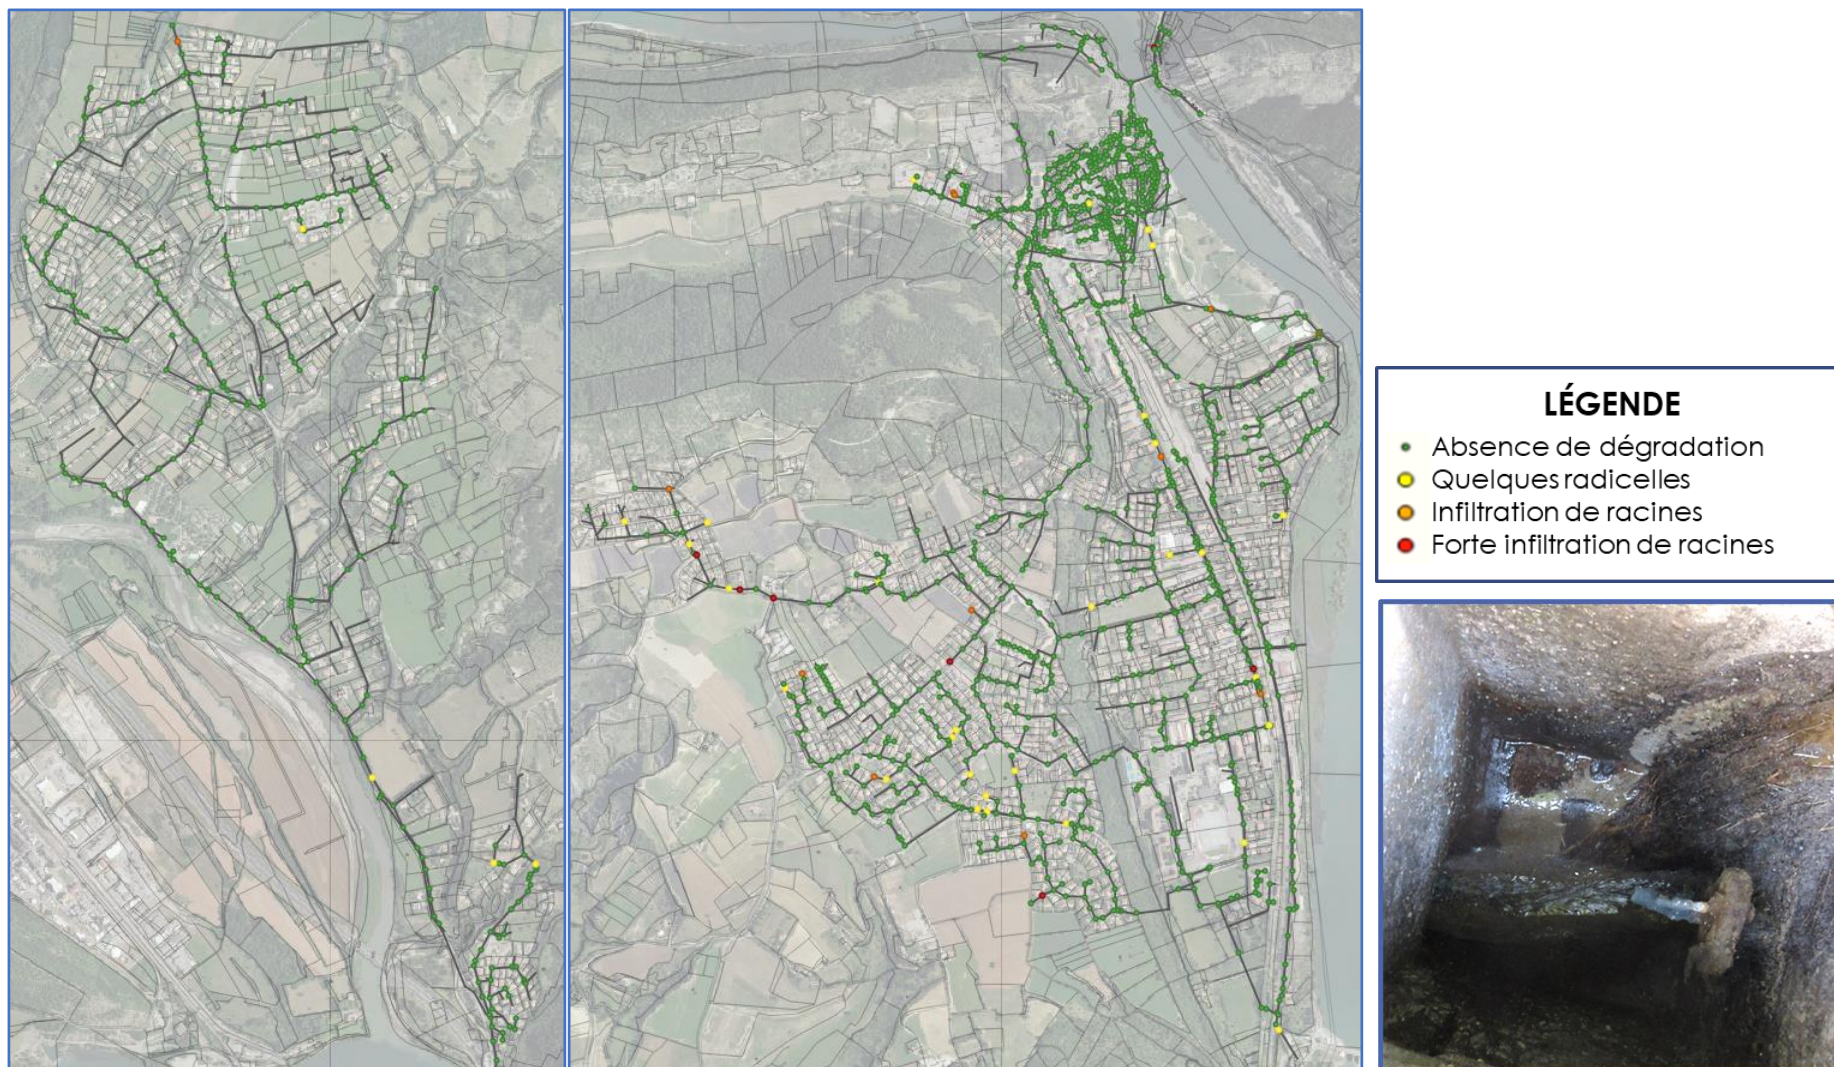 LÉGENDE
Absence de dégradation
Quelques radicelles
Infiltration de racines
Forte infiltration de racines